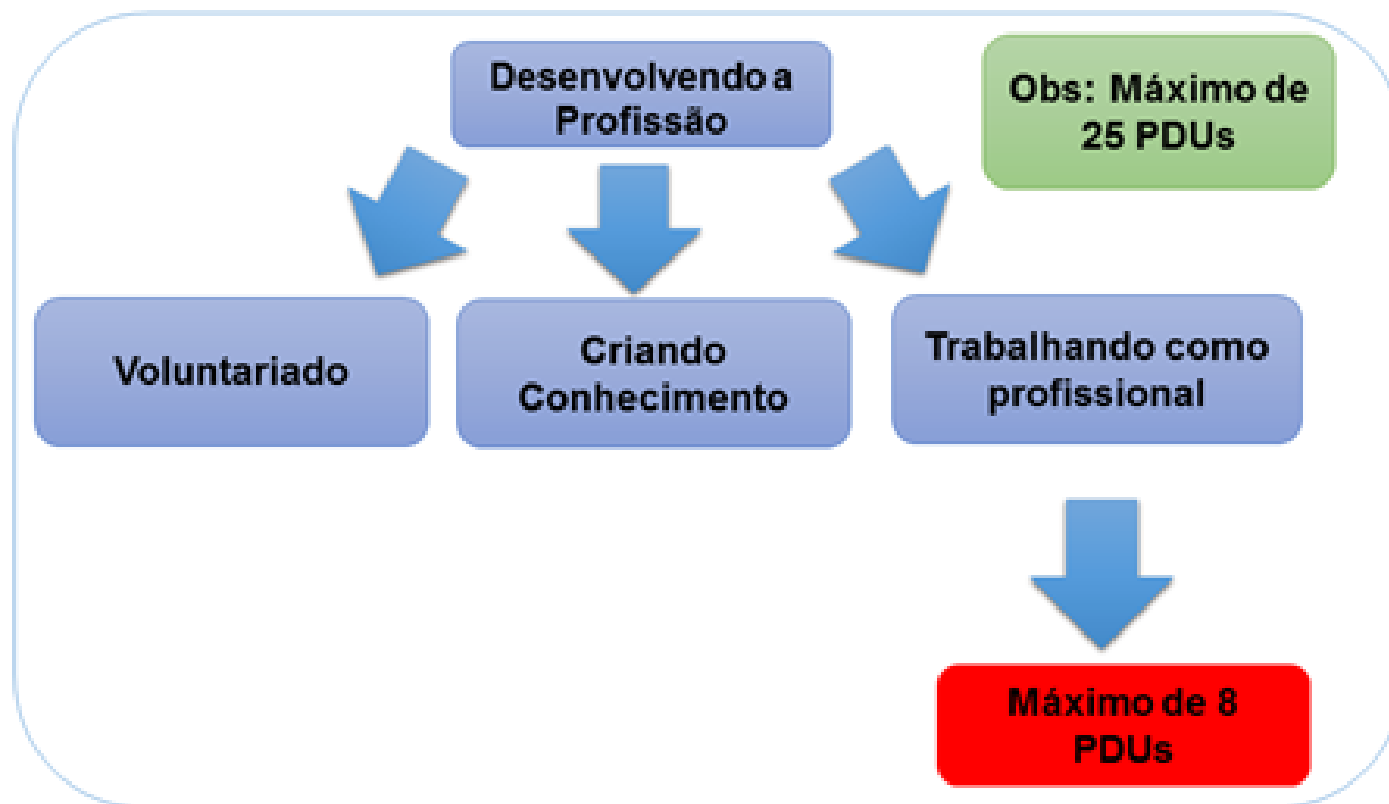 Desenvolvendo a
Profissão
Obs: Máximo de
25 PDUs
Voluntariado
Criando
Conhecimento
Trabalhando como
profissional
Máximo de 8
PDUs